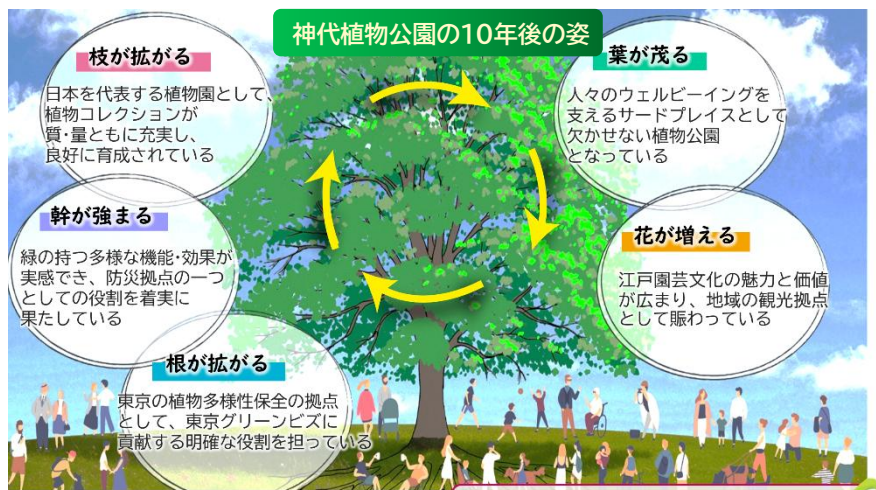 神代植物公園の10年後の姿
枝が拡がる
日本を代表する植物園として、
植物コレクションが
質・量ともに充実し、
良好に育成されている
葉が茂る
人々のウェルビーイングを
支えるサードプレイスとして
欠かせない植物公園
となっている
幹が強まる
緑の持つ多様な機能・効果が
実感でき、防災拠点の一つ
としての役割を着実に
果たしている
花が増える
江戸園芸文化の魅力と価値
が広まり、地域の観光拠点
として賑わっている
根が拡がる
東京の植物多様性保全の拠点
として、東京グリーンビズに
貢献する明確な役割を担っている